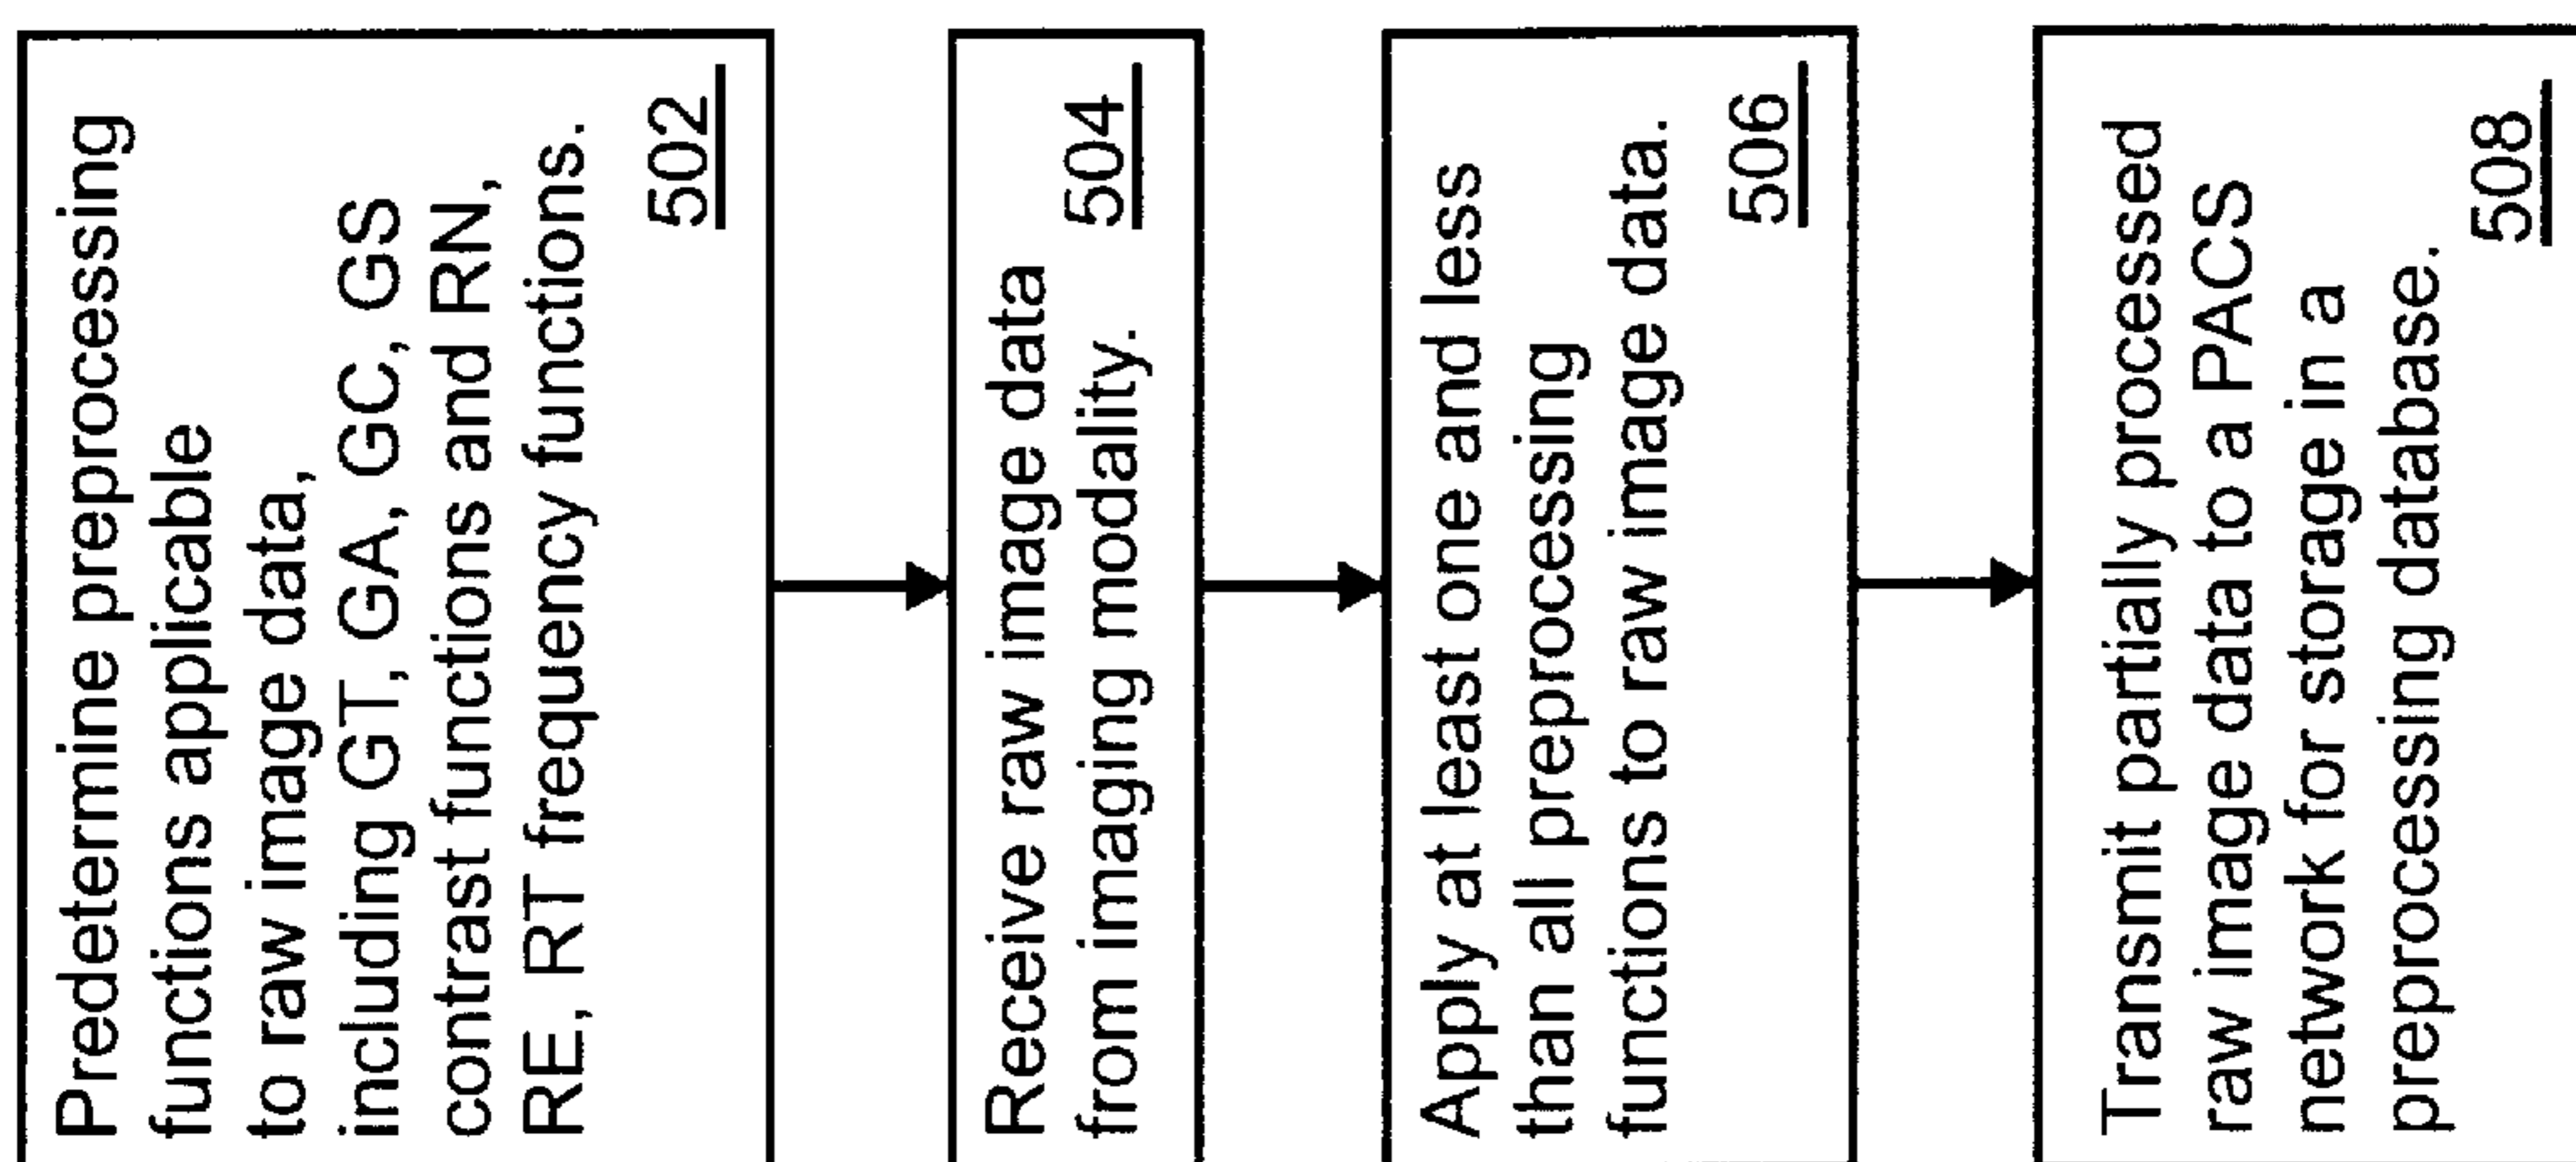 Predetermine preprocessing
functions applicable
to raw image data,
including GT, GA, GC, GS
contrast functions and RN,
RE, RT frequency functions.
502
Receive raw image data
from imaging modality.
504
Apply at least one and less
than all preprocessing
functions to raw image data.
506
Transmit partially processed
raw image data to a PACS
network for storage in a
preprocessing database.
508